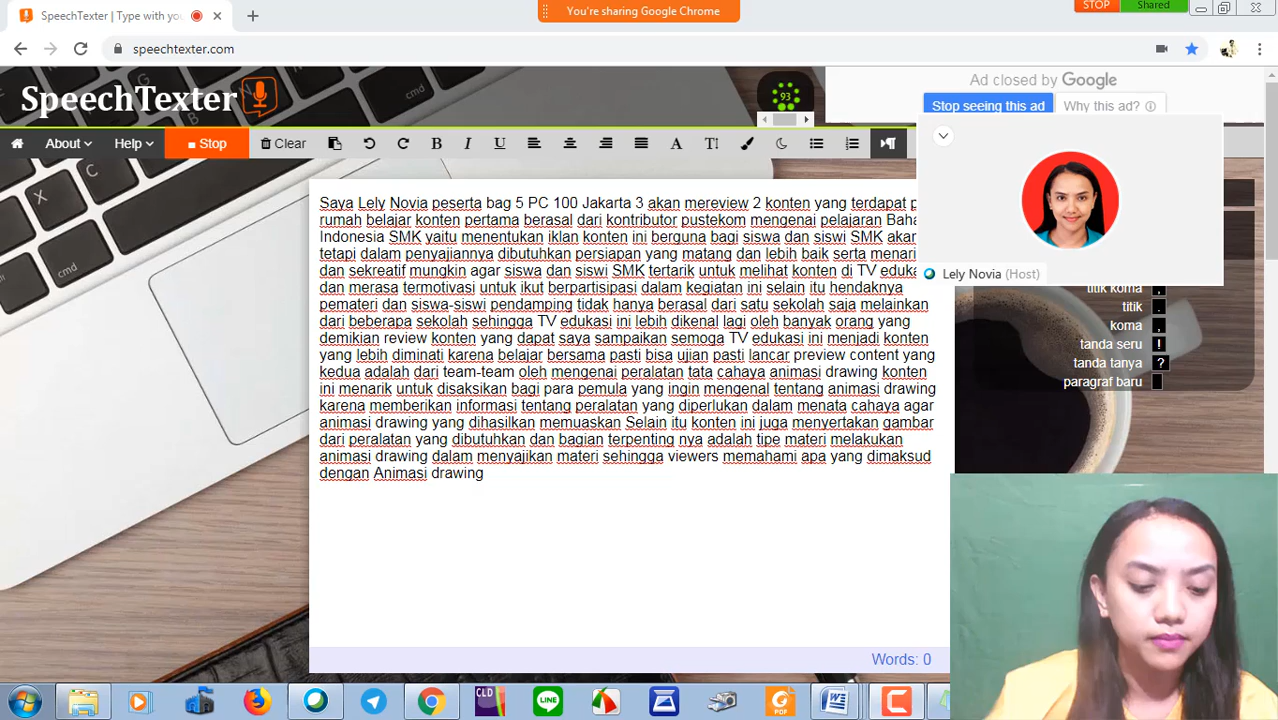 SpeechTexter | Type with yo
You're sharing Google Chrome
STOP
Shared
speechtexter.com
SpeechTexter
93
Ad closed by Google
Stop seeing this ad
Why this ad?
About
Help
Stop
Clear
Saya Lely Novia peserta bag 5 PC 100 Jakarta 3 akan mereview 2 konten yang terdapat p
rumah belajar konten pertama berasal dari kontributor pustekom mengenai pelajaran Baha
Indonesia SMK yaitu menentukan iklan konten ini berguna bagi siswa dan siswi SMK akan
tetapi dalam penyajiannya dibutuhkan persiapan yang matang dan lebih baik serta menari
dan sekreatif mungkin agar siswa dan siswi SMK tertarik untuk melihat konten di TV eduka
dan merasa termotivasi untuk ikut berpartisipasi dalam kegiatan ini selain itu hendaknya
pemateri dan siswa-siswi pendamping tidak hanya berasal dari satu sekolah saja melainkan
dari beberapa sekolah sehingga TV edukasi ini lebih dikenal lagi oleh banyak orang yang
demikian review konten yang dapat saya sampaikan semoga TV edukasi ini menjadi konten
yang lebih diminati karena belajar bersama pasti bisa ujian pasti lancar preview content yang
kedua adalah dari team-team oleh mengenai peralatan tata cahaya animasi drawing konten
ini menarik untuk disaksikan bagi para pemula yang ingin mengenal tentang animasi drawing
karena memberikan informasi tentang peralatan yang diperlukan dalam menata cahaya agar
animasi drawing yang dihasilkan memuaskan Selain itu konten ini juga menyertakan gambar
dari peralatan yang dibutuhkan dan bagian terpenting nya adalah tipe materi melakukan
animasi drawing dalam menyajikan materi sehingga viewers memahami apa yang dimaksud
dengan Animasi drawing
Lely Novia (Host)
titik koma ;
titik .
koma ,
tanda seru !
tanda tanya ?
paragraf baru
Words: 0
CLD
LINE
PDF